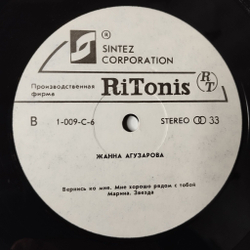 SINTEZ
CORPORATION
Производственная
фирма
RiTonis
RT
B
1-009-C-6
STEREO
33
ЖАННА АГУЗАРОВА
Вернись ко мне. Мне хорошо рядом с тобой
Марина. Звезда